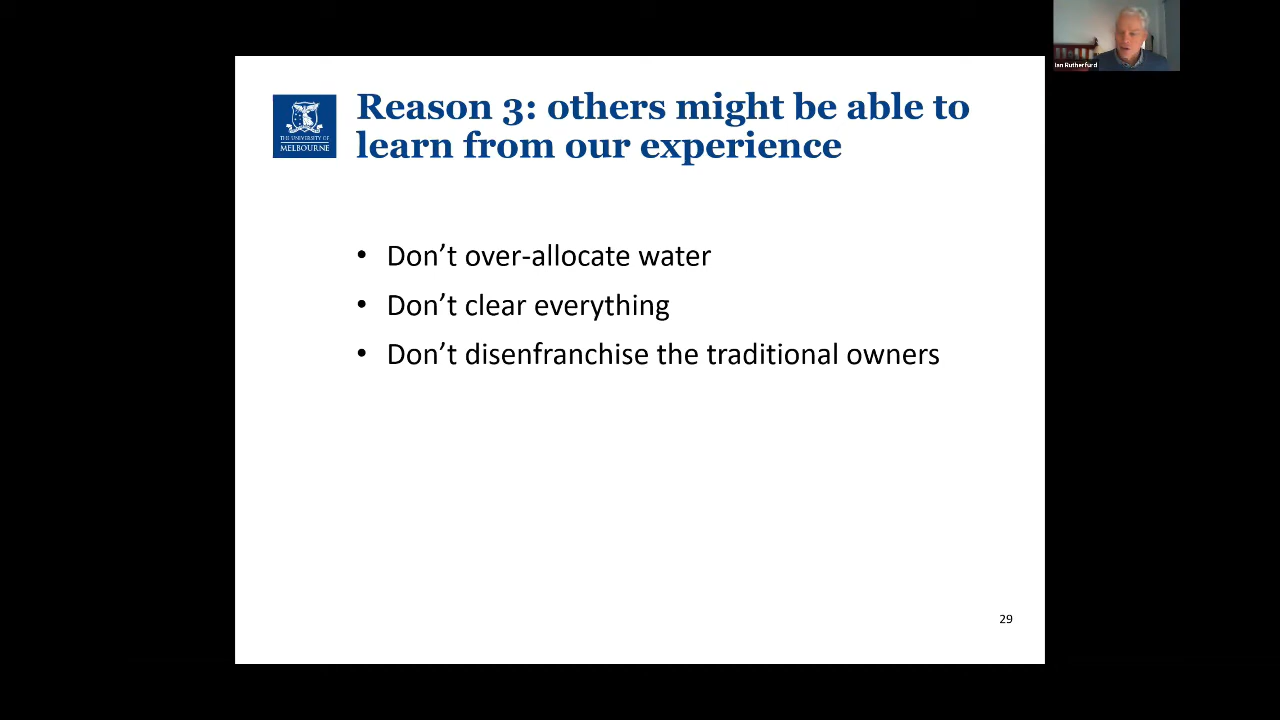 Ian Rutherfurd
THE UNIVERSITY OF
MELBOURNE
Reason 3: others might be able to
learn from our experience
• Don’t over-allocate water
• Don’t clear everything
• Don’t disenfranchise the traditional owners
29